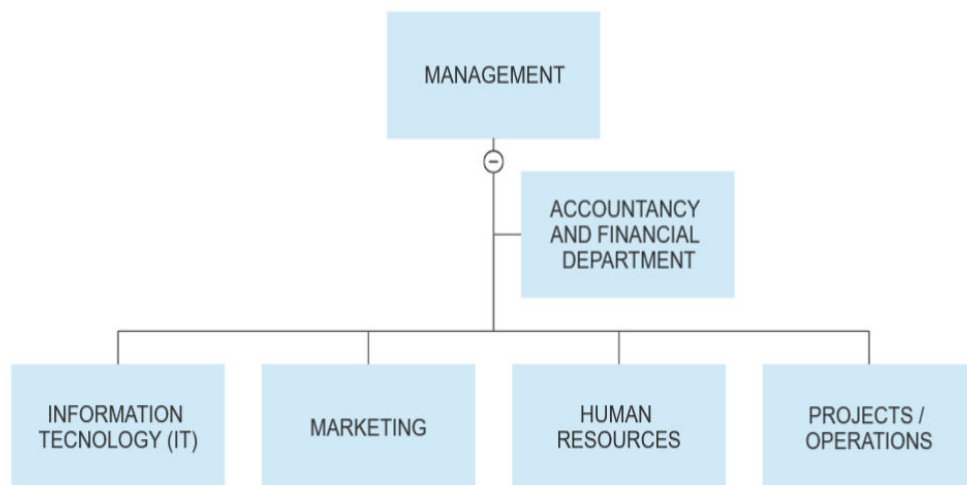 MANAGEMENT
ACCOUNTANCY
AND FINANCIAL
DEPARTMENT
INFORMATION
TECNOLOGY (IT)
MARKETING
HUMAN
RESOURCES
PROJECTS /
OPERATIONS